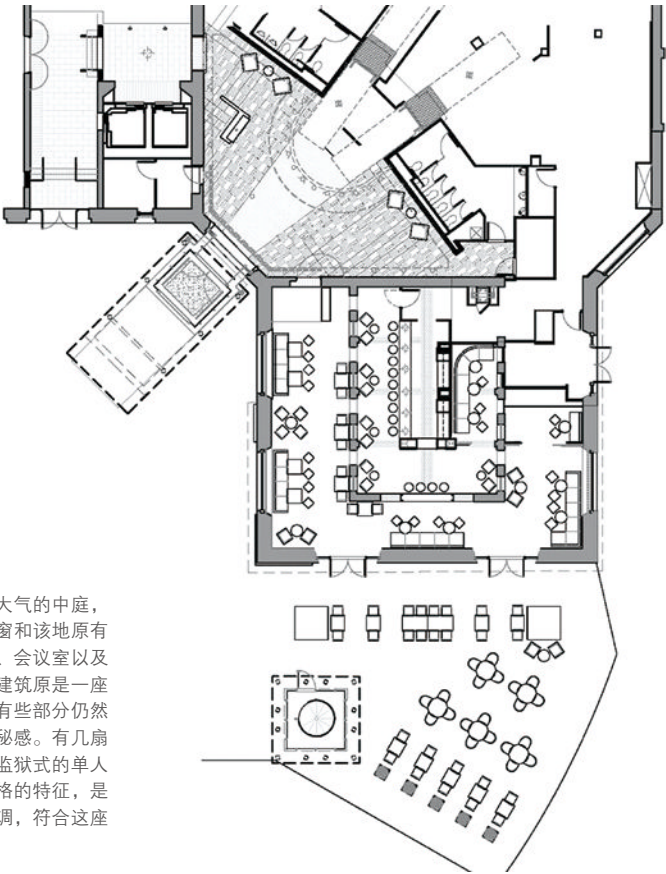 大气的中庭，
窗和该地原有
、会议室以及
建筑原是一座
有些部分仍然
秘感。有几扇
监狱式的单人
格的特征，是
调，符合这座